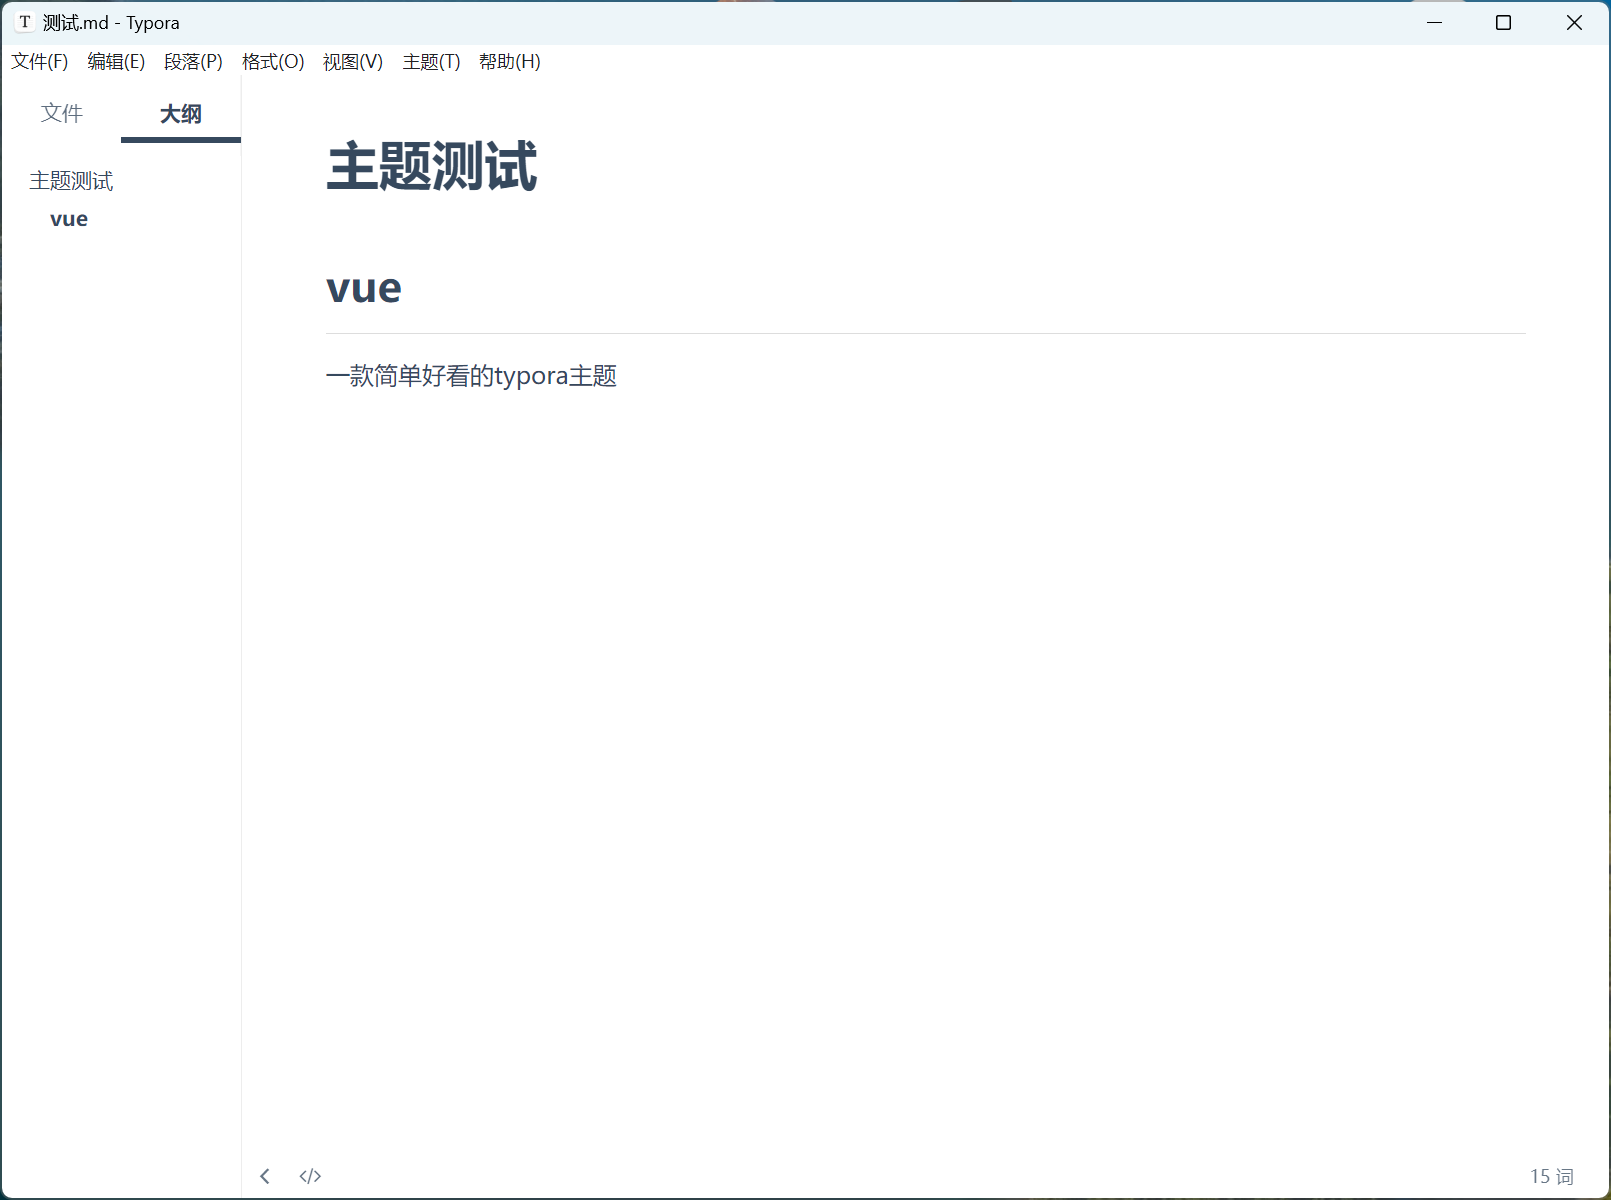 T 测试.md - Typora
文件(F) 编辑(E) 段落(P) 格式(O) 视图(V) 主题(T) 帮助(H)
文件 大纲
主题测试
vue
主题测试
vue
一款简单好看的typora主题
</> 15 词